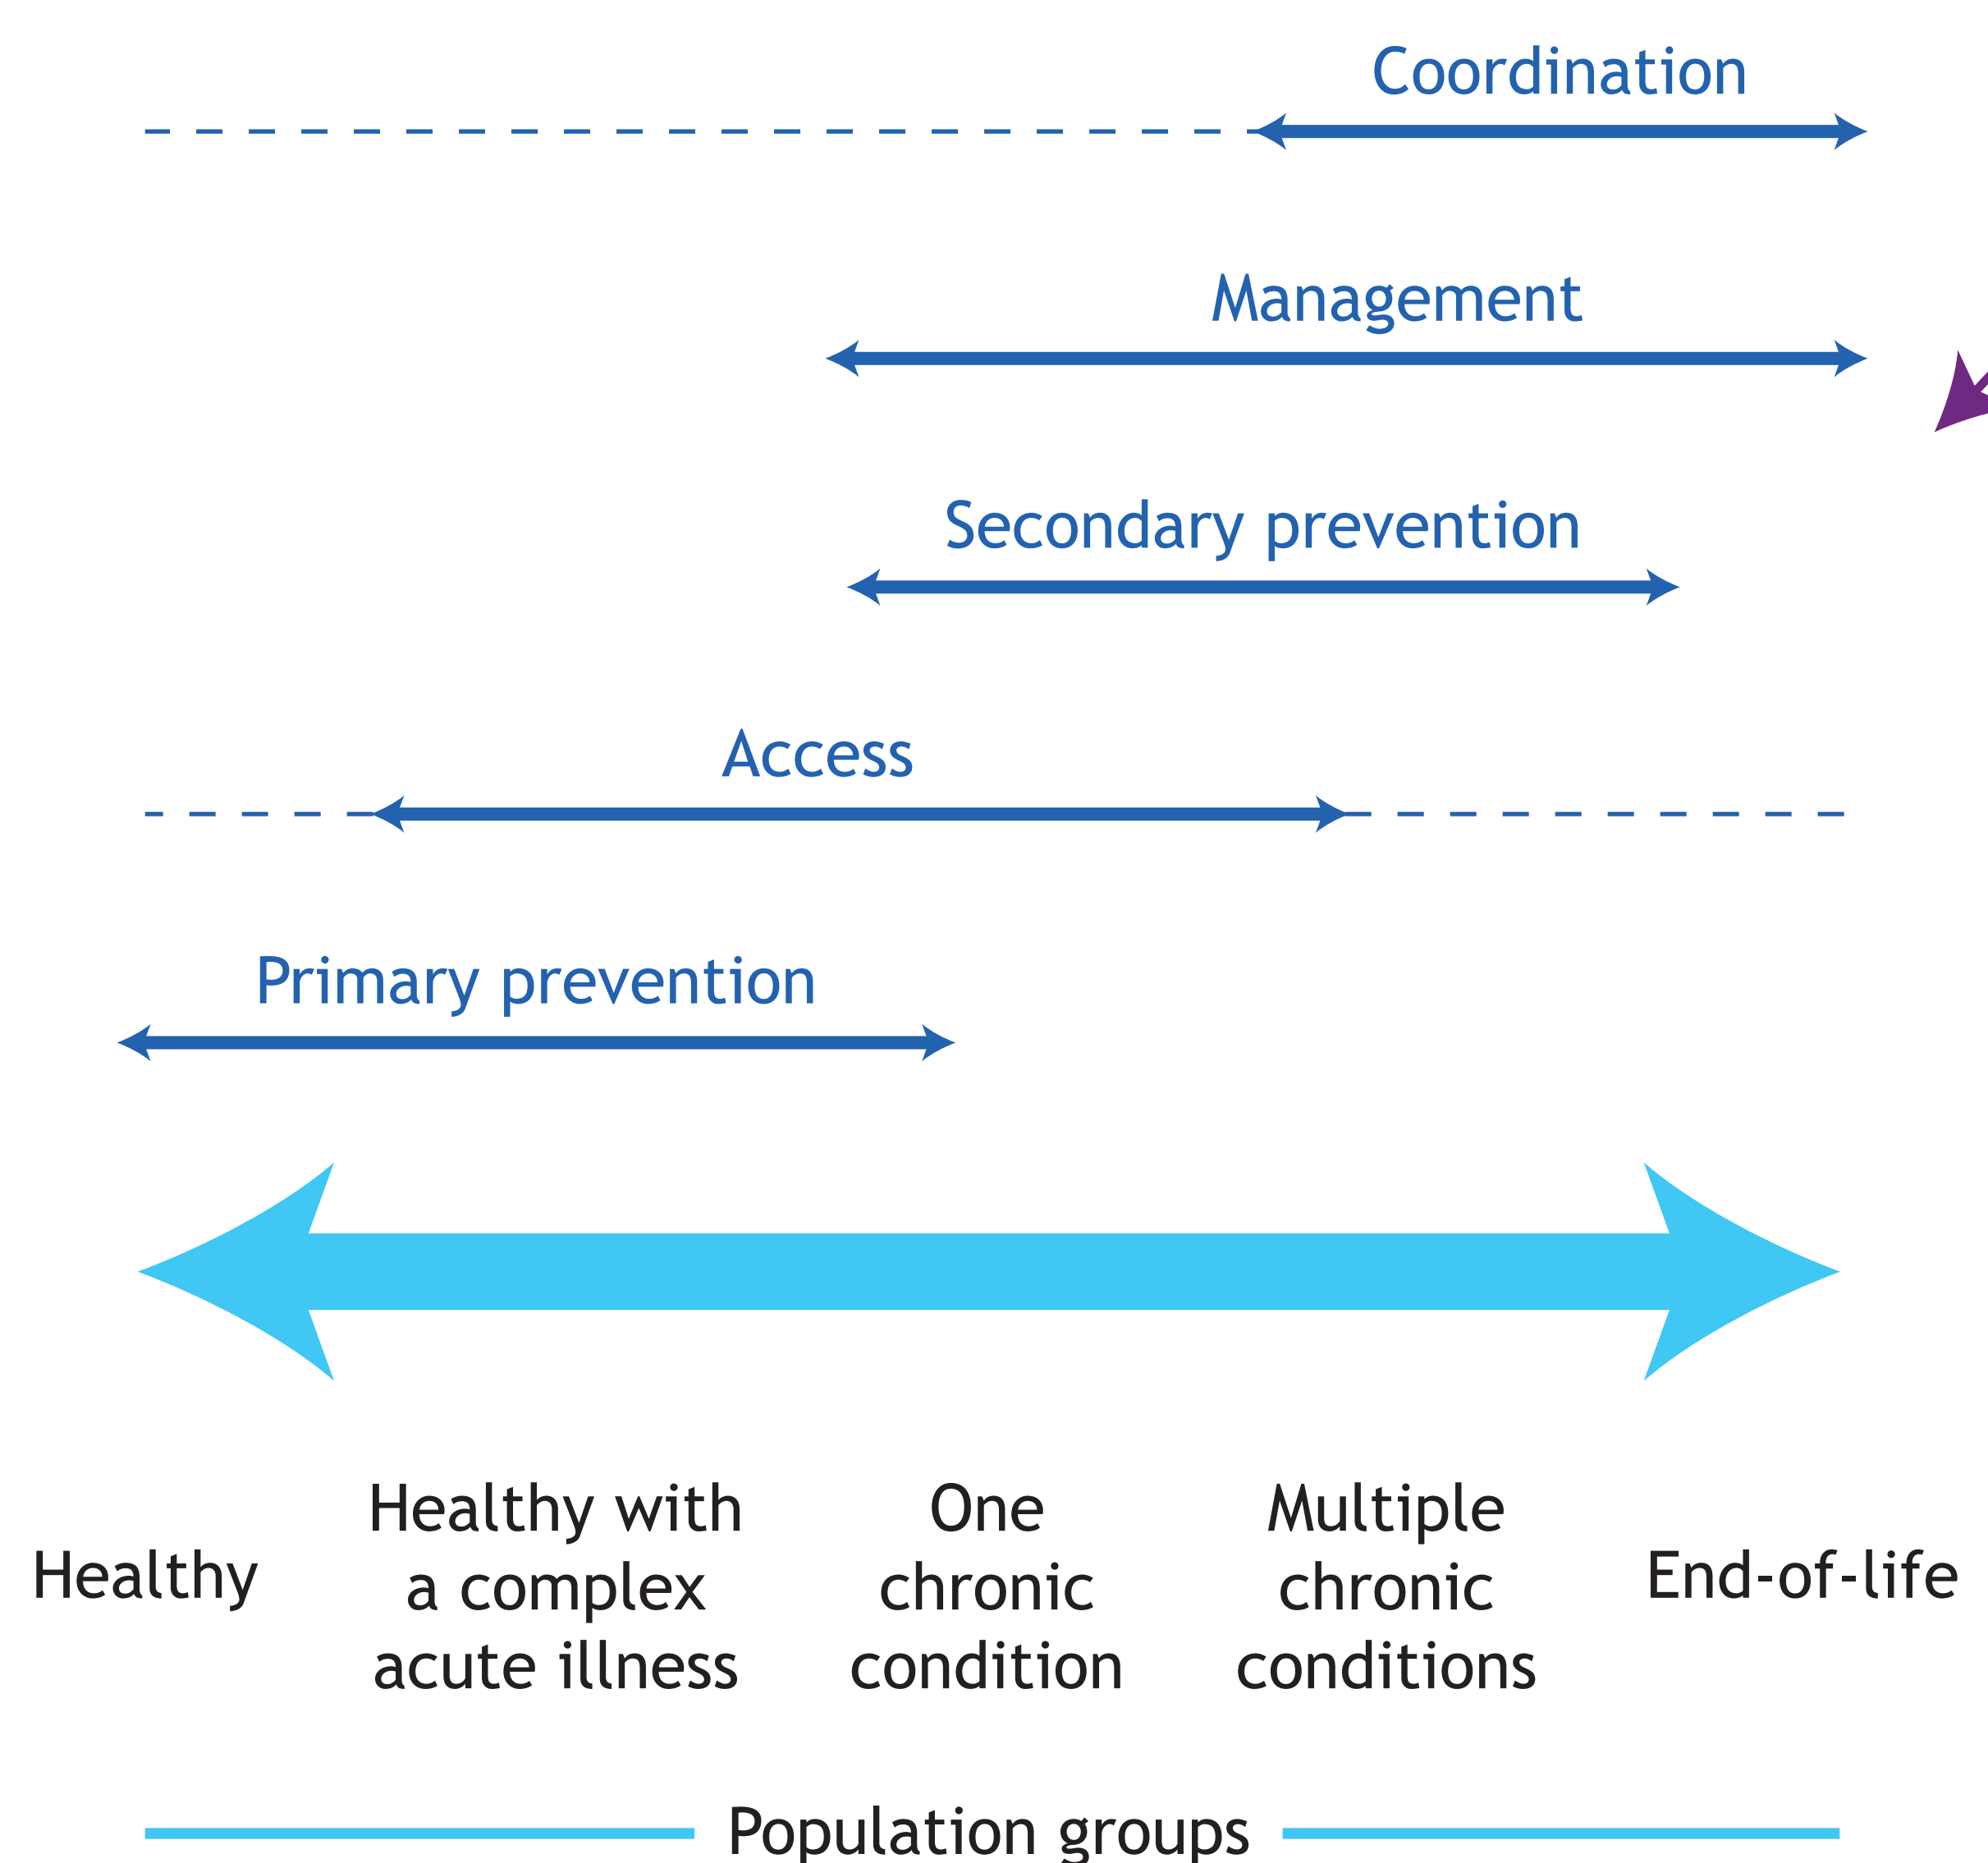 Coordination
Management
Secondary prevention
Access
Primary prevention
Healthy
Healthy with
a complex
acute illness
One
chronic
condition
Multiple
chronic
conditions
End-of-life
Population groups